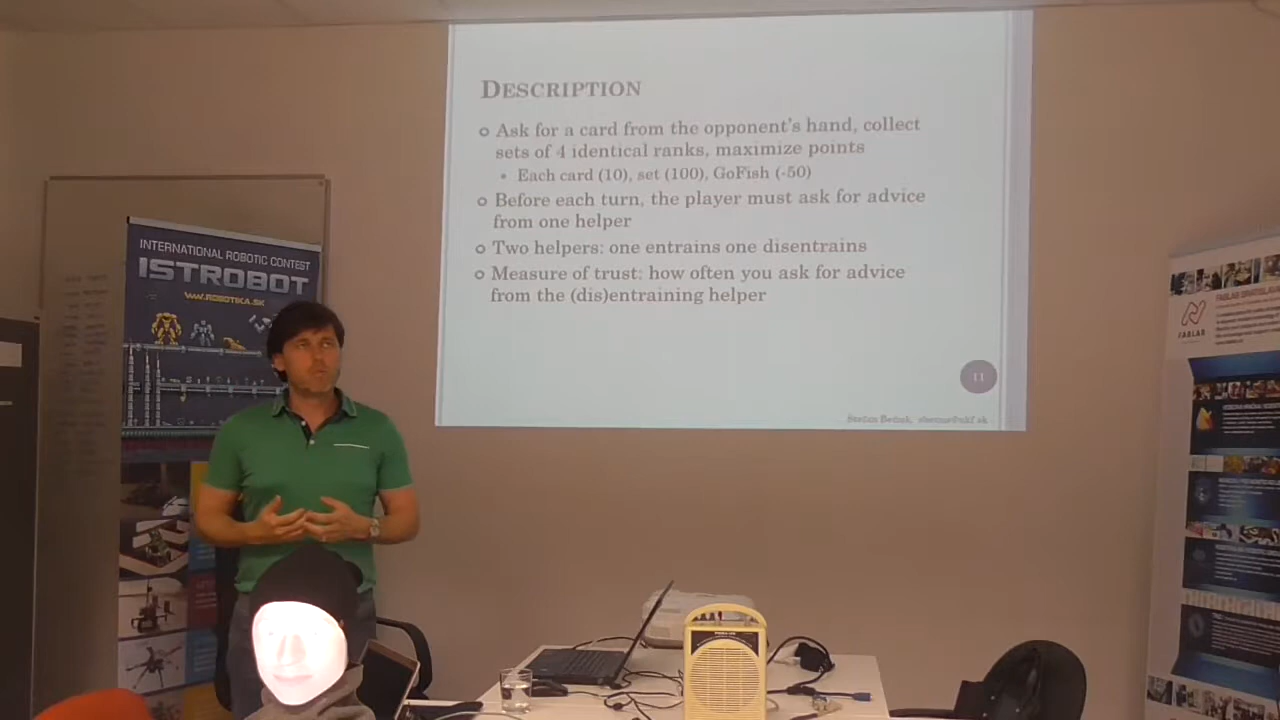 DESCRIPTION
Ask for a card from the opponent's hand, collect
sets of 4 identical ranks, maximize points
Each card (10), set (100), GoFish (-50)
Before each turn, the player must ask for advice
from one helper
Two helpers: one entrains one disentrains
Measure of trust: how often you ask for advice
from the (dis)entraining helper
11
INTERNATIONAL ROBOTIC CONTEST
ISTROBOT
WWW.ROBOTIKA.SK
FABLAB